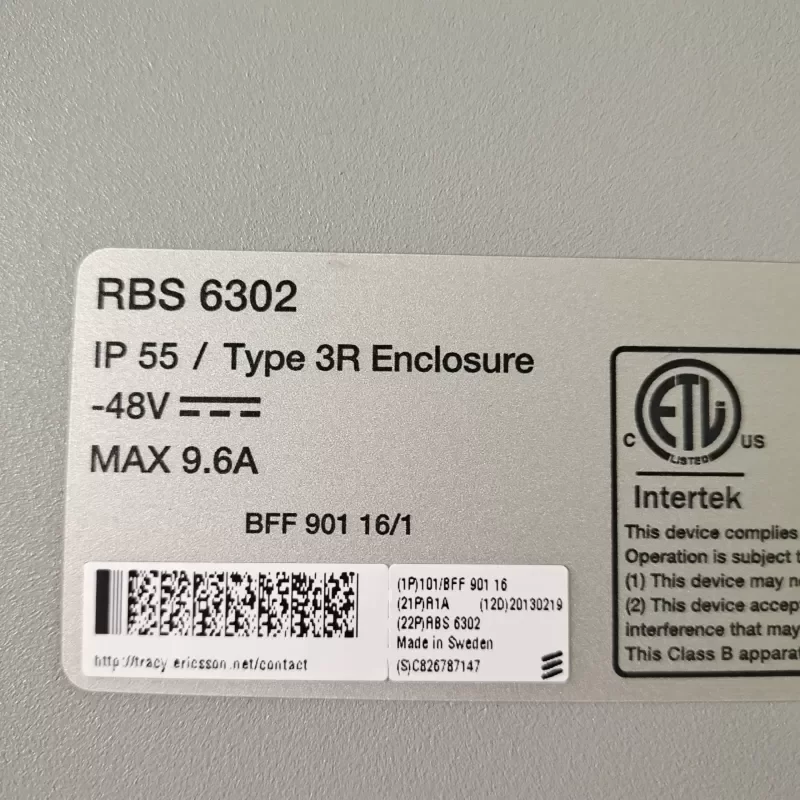 RBS 6302
IP 55 / Type 3R Enclosure
-48V
MAX 9.6A
BFF 901 16/1
http://tracy.ericsson.net/contact
(1P)101/BFF 901 16
(21P)R1A (12D)20130219
(22P)RBS 6302
Made in Sweden
(S)C826787147
ETL
LISTED
C US
Intertek
This device complies
Operation is subject t
(1) This device may n
(2) This device accep
interference that may
This Class B appara